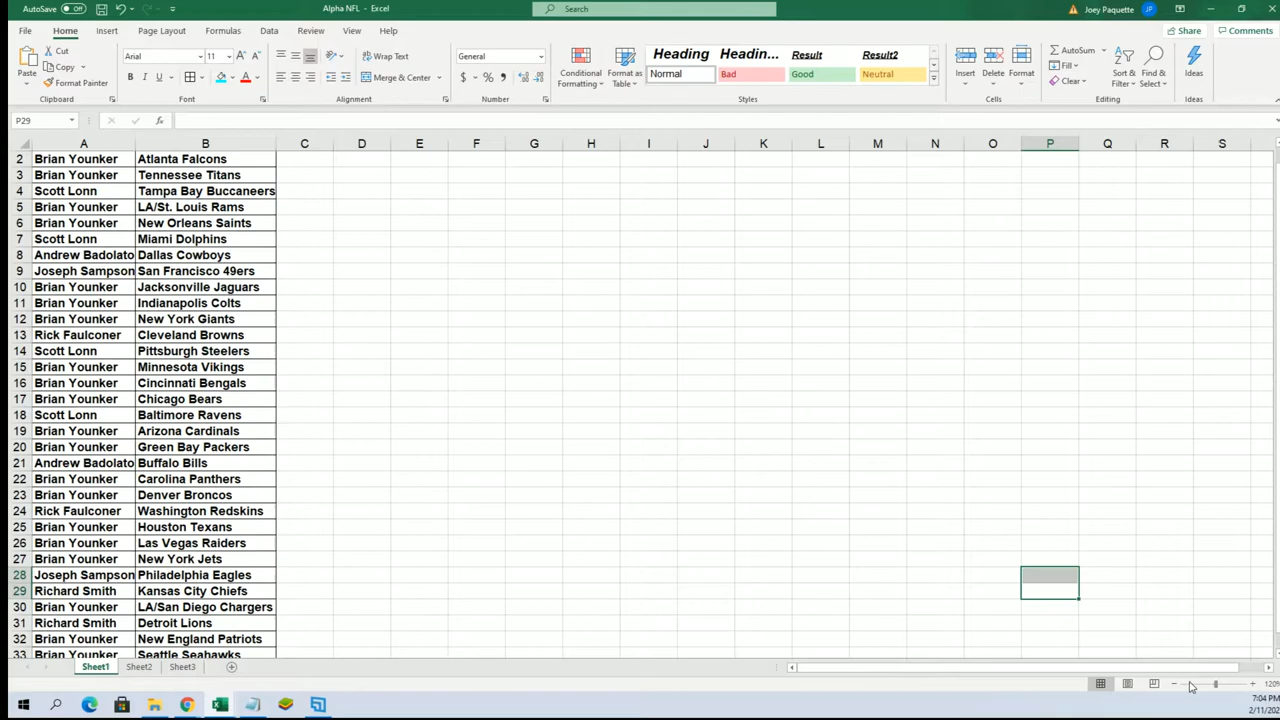 AutoSave Off Alpha NFL - Excel Search Joey Paquette JP
File Home Insert Page Layout Formulas Data Review View Help Share Comments
Cut Copy Format Painter Paste Clipboard
Arial 11 B I U A Font
Wrap Text Merge & Center Alignment
General $ % Number
Conditional Formatting Format as Table
Heading Headin... Result Result2
Normal Bad Good Neutral Styles
Insert Delete Format Cells
AutoSum Fill Clear Sort & Filter Find & Select Editing
Ideas Ideas
P29 fx
A B C D E F G H I J K L M N O P Q R S
2 Brian Younker Atlanta Falcons
3 Brian Younker Tennessee Titans
4 Scott Lonn Tampa Bay Buccaneers
5 Brian Younker LA/St. Louis Rams
6 Brian Younker New Orleans Saints
7 Scott Lonn Miami Dolphins
8 Andrew Badolato Dallas Cowboys
9 Joseph Sampson San Francisco 49ers
10 Brian Younker Jacksonville Jaguars
11 Brian Younker Indianapolis Colts
12 Brian Younker New York Giants
13 Rick Faulconer Cleveland Browns
14 Scott Lonn Pittsburgh Steelers
15 Brian Younker Minnesota Vikings
16 Brian Younker Cincinnati Bengals
17 Brian Younker Chicago Bears
18 Scott Lonn Baltimore Ravens
19 Brian Younker Arizona Cardinals
20 Brian Younker Green Bay Packers
21 Andrew Badolato Buffalo Bills
22 Brian Younker Carolina Panthers
23 Brian Younker Denver Broncos
24 Rick Faulconer Washington Redskins
25 Brian Younker Houston Texans
26 Brian Younker Las Vegas Raiders
27 Brian Younker New York Jets
28 Joseph Sampson Philadelphia Eagles
29 Richard Smith Kansas City Chiefs
30 Brian Younker LA/San Diego Chargers
31 Richard Smith Detroit Lions
32 Brian Younker New England Patriots
33 Brian Younker Seattle Seahawks
Sheet1 Sheet2 Sheet3
120%
7:04 PM
2/11/202